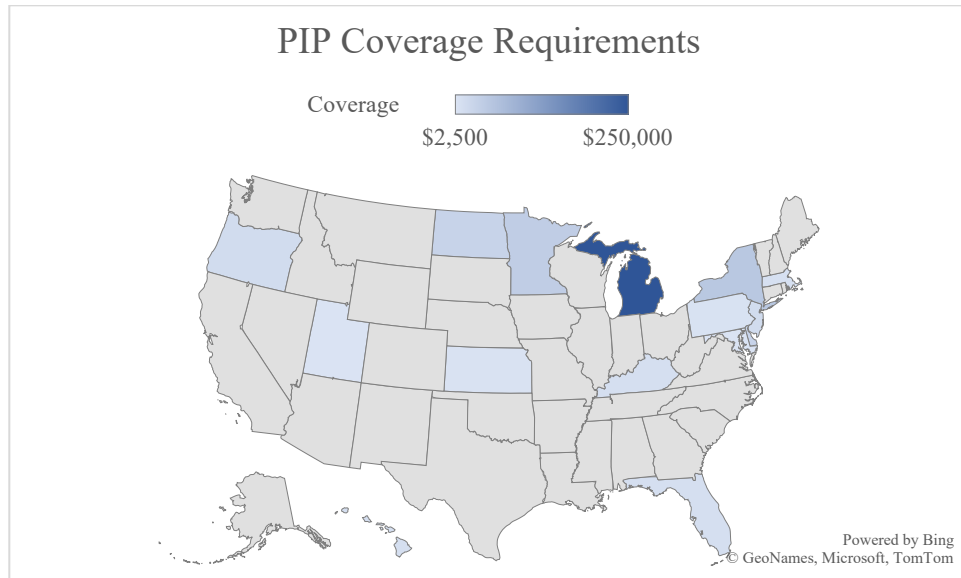 PIP Coverage Requirements
Coverage
$2,500 $250,000
Powered by Bing
© GeoNames, Microsoft, TomTom